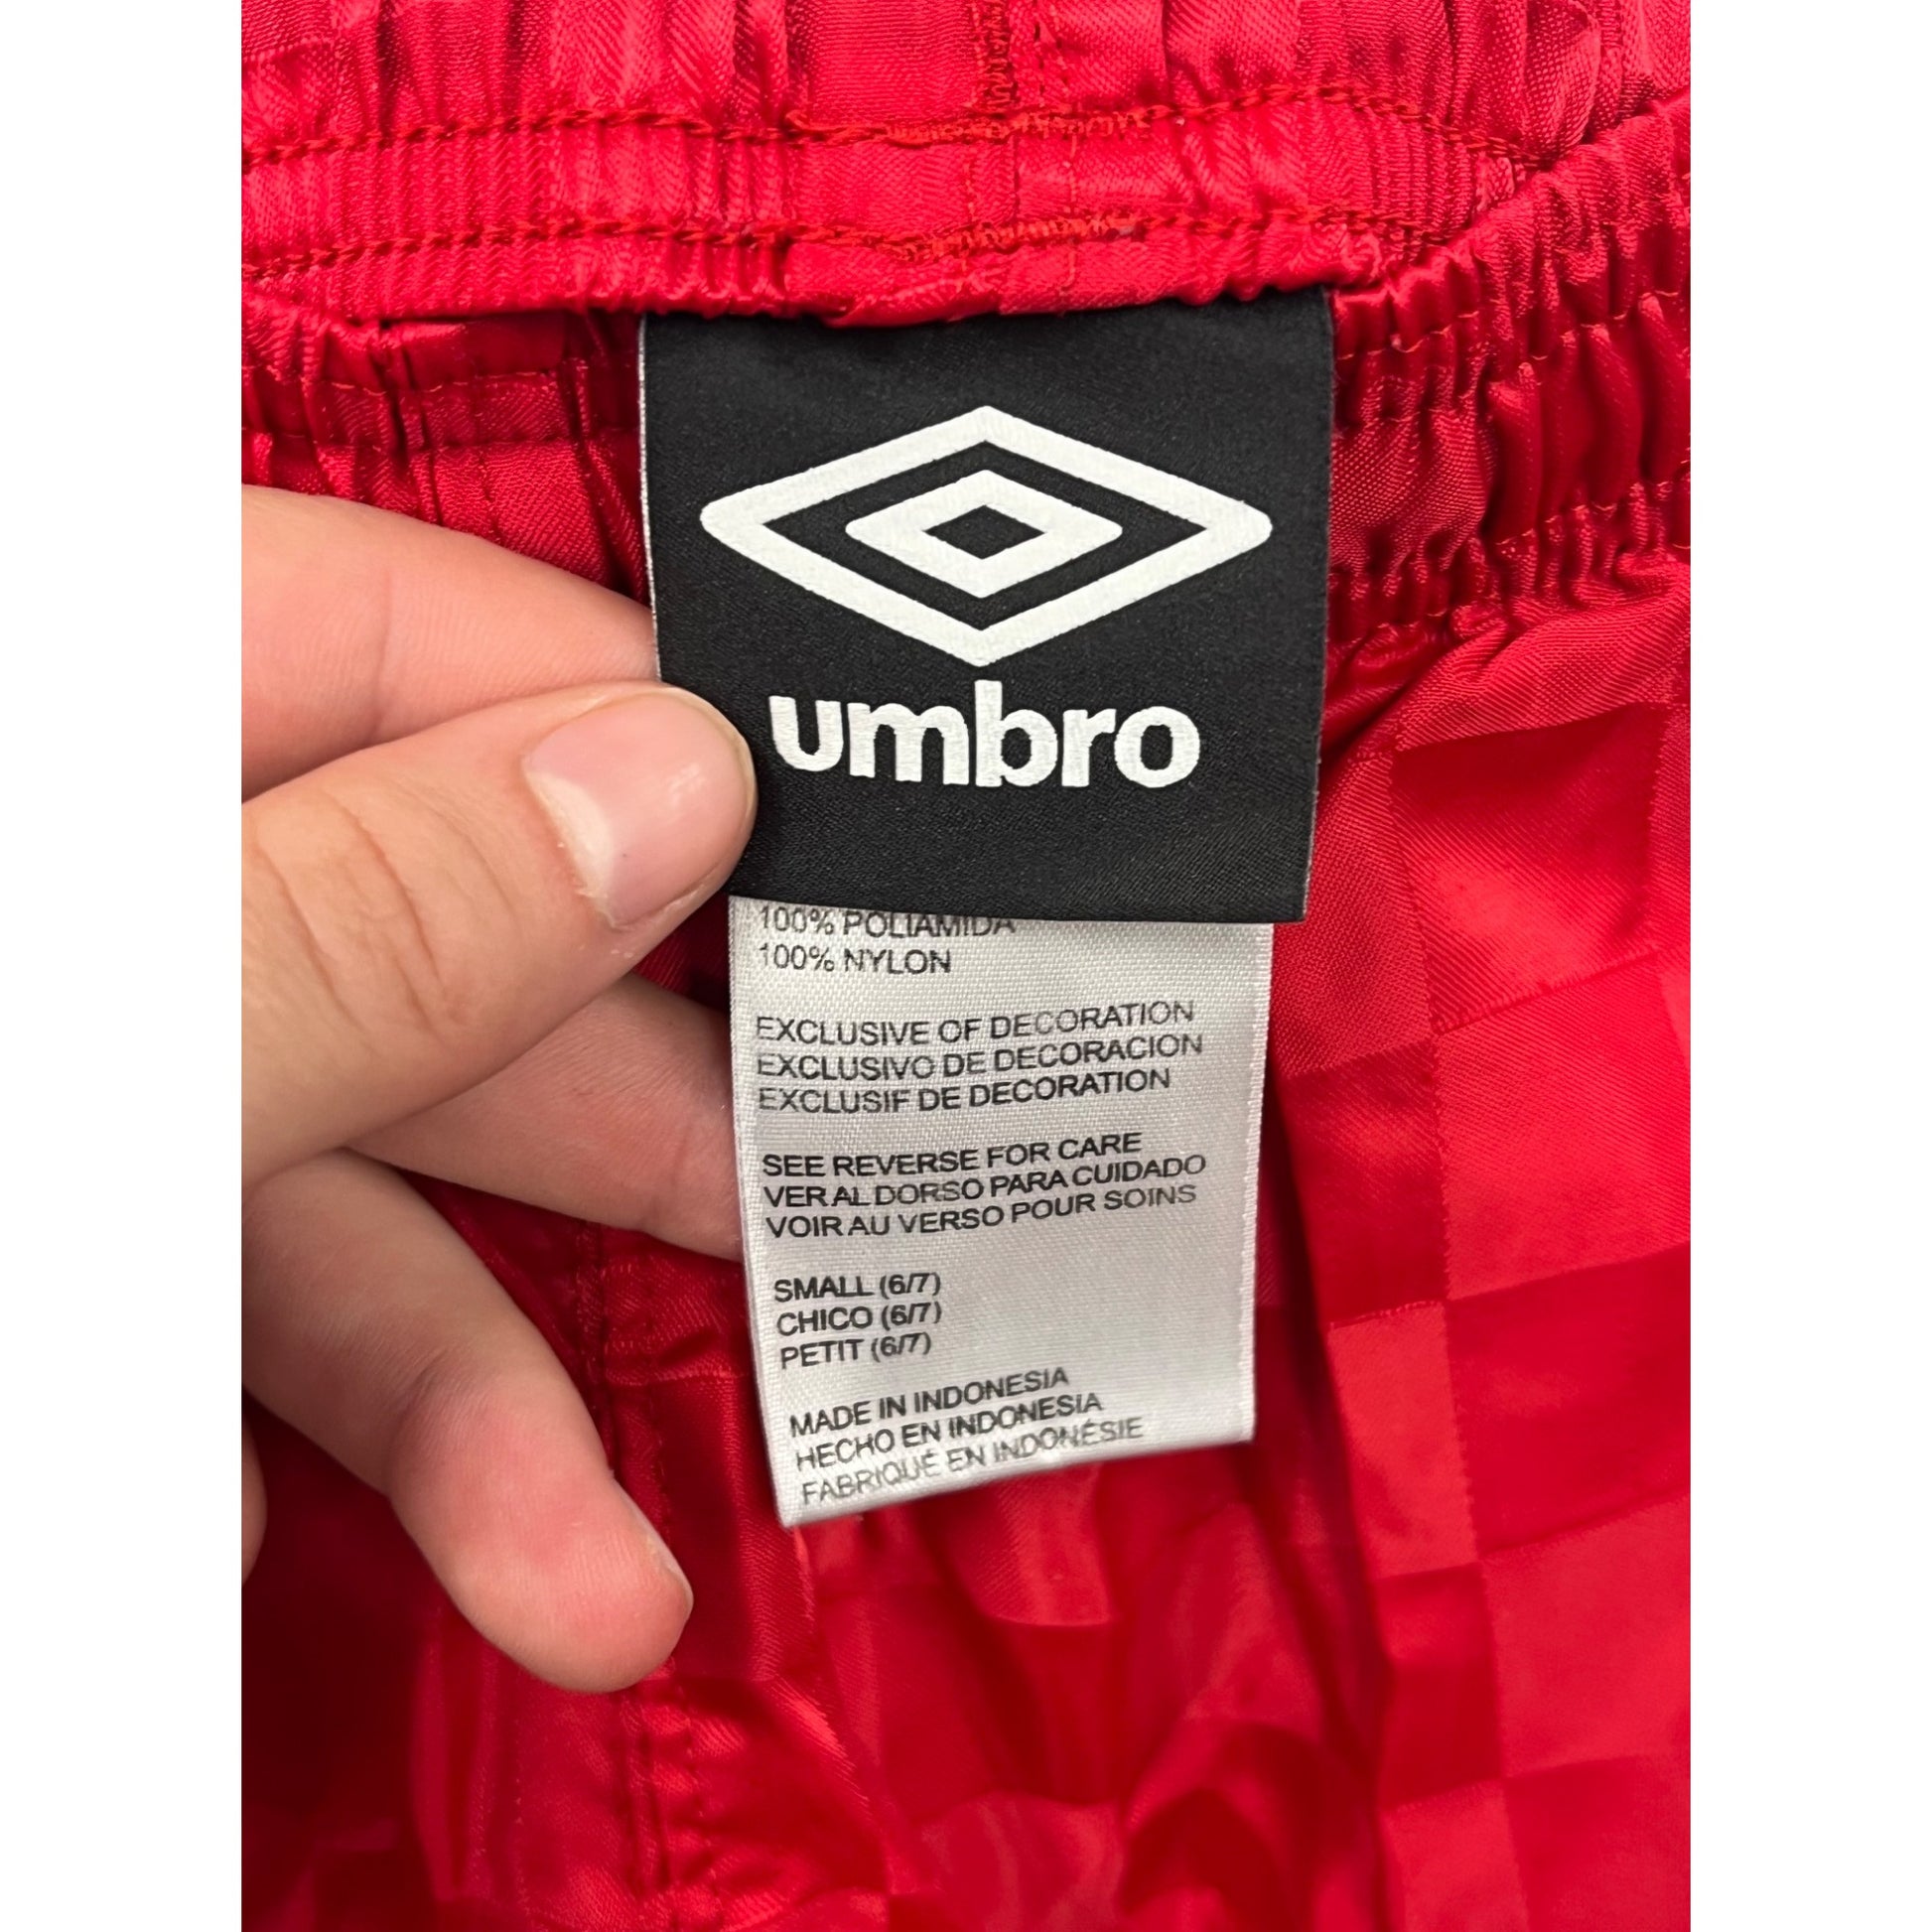 umbro
100% POLIAMIDA
100% NYLON
EXCLUSIVE OF DECORATION
EXCLUSIVO DE DECORACION
EXCLUSIF DE DECORATION
SEE REVERSE FOR CARE
VER AL DORSO PARA CUIDADO
VOIR AU VERSO POUR SOINS
SMALL (6/7)
CHICO (6/7)
PETIT (6/7)
MADE IN INDONESIA
HECHO EN INDONESIA
FABRIQUÉ EN INDONÉSIE